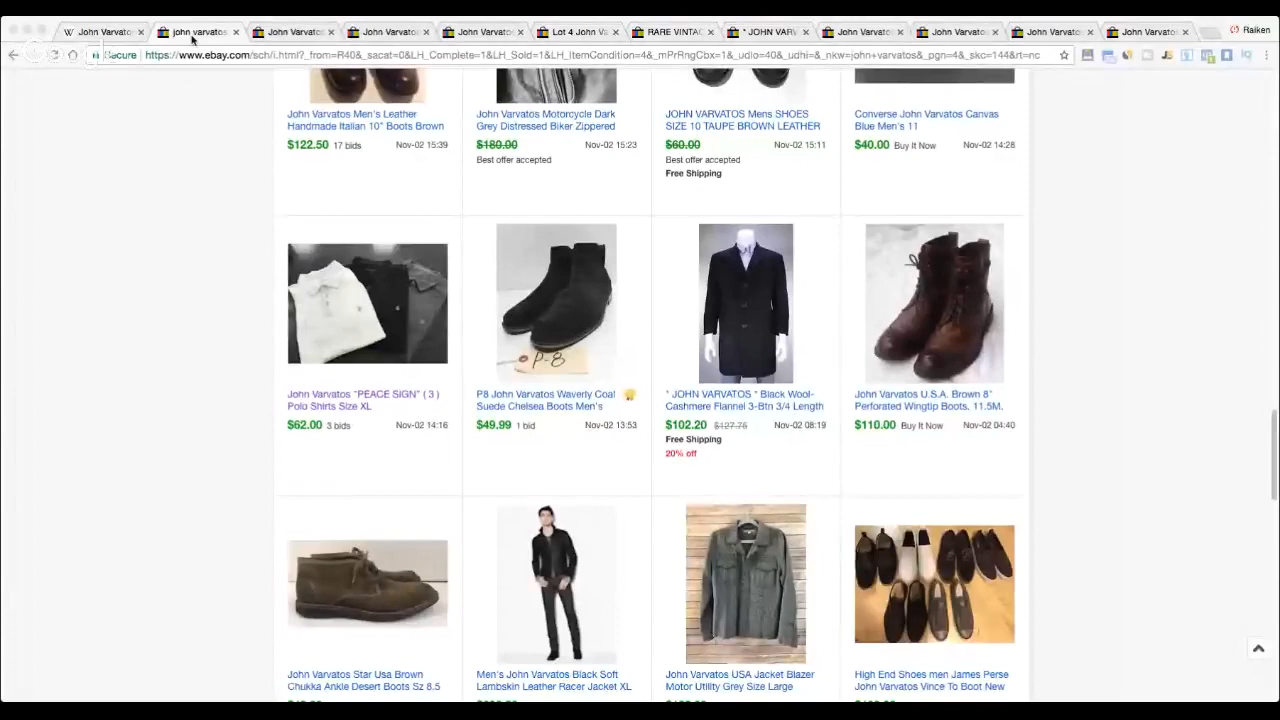 John Varvato
john varvatos
John Varvatos
John Varvatos
John Varvatos
Lot 4 John Va
RARE VINTAG
* JOHN VARV
John Varvatos
John Varvatos
John Varvatos
John Varvatos
Raiken
Secure https://www.ebay.com/sch/i.html?_from=R40&_sacat=0&LH_Complete=1&LH_Sold=1&LH_ItemCondition=4&_mPrRngCbx=1&_udlo=40&_udhi=&_nkw=john+varvatos&_pgn=4&_skc=144&rt=nc
John Varvatos Men's Leather
Handmade Italian 10" Boots Brown
$122.50 17 bids Nov-02 15:39
John Varvatos Motorcycle Dark
Grey Distressed Biker Zippered
$180.00 Nov-02 15:23
Best offer accepted
JOHN VARVATOS Mens SHOES
SIZE 10 TAUPE BROWN LEATHER
$60.00 Nov-02 15:11
Best offer accepted
Free Shipping
Converse John Varvatos Canvas
Blue Men's 11
$40.00 Buy It Now Nov-02 14:28
P-8
John Varvatos "PEACE SIGN" ( 3 )
Polo Shirts Size XL
$62.00 3 bids Nov-02 14:16
P8 John Varvatos Waverly Coal
Suede Chelsea Boots Men's
$49.99 1 bid Nov-02 13:53
* JOHN VARVATOS * Black Wool-
Cashmere Flannel 3-Btn 3/4 Length
$102.20 $127.75 Nov-02 08:19
Free Shipping
20% off
John Varvatos U.S.A. Brown 8"
Perforated Wingtip Boots, 11.5M,
$110.00 Buy It Now Nov-02 04:40
John Varvatos Star Usa Brown
Chukka Ankle Desert Boots Sz 8.5
Men's John Varvatos Black Soft
Lambskin Leather Racer Jacket XL
John Varvatos USA Jacket Blazer
Motor Utility Grey Size Large
High End Shoes men James Perse
John Varvatos Vince To Boot New